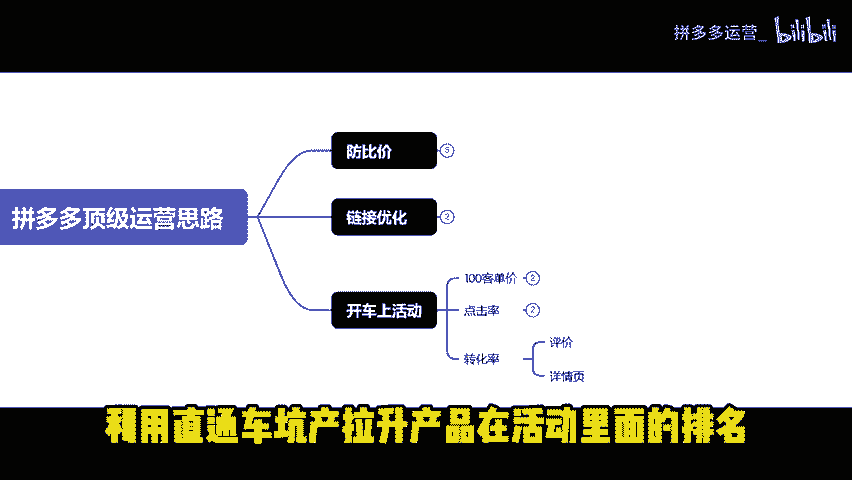 拼多多运营_ bilibili
防比价 5
拼多多顶级运营思路
链接优化 2
开车上活动
100客单价 2
点击率 2
转化率
评价
详情页
利用直通车坑产拉升产品在活动里面的排名